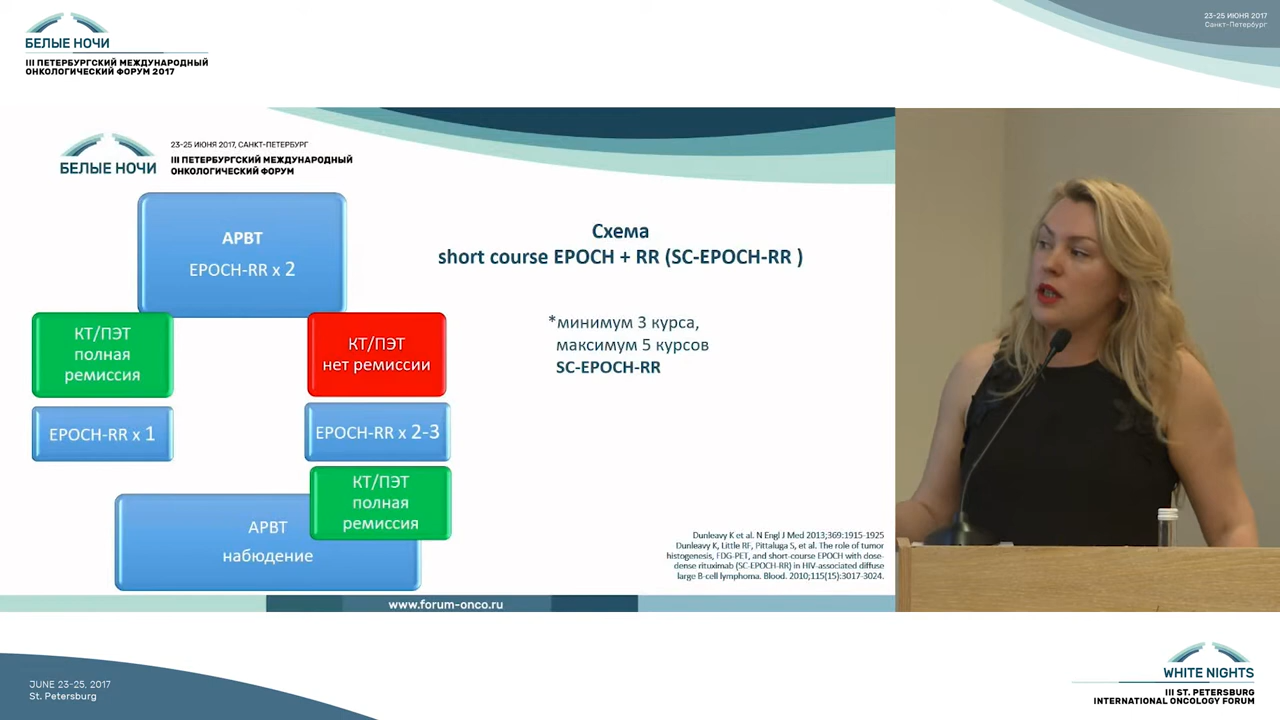 БЕЛЫЕ НОЧИ
III ПЕТЕРБУРГСКИЙ МЕЖДУНАРОДНЫЙ
ОНКОЛОГИЧЕСКИЙ ФОРУМ 2017
23-25 ИЮНЯ 2017
Санкт-Петербург
БЕЛЫЕ НОЧИ
23-25 ИЮНЯ 2017, САНКТ-ПЕТЕРБУРГ
III ПЕТЕРБУРГСКИЙ МЕЖДУНАРОДНЫЙ
ОНКОЛОГИЧЕСКИЙ ФОРУМ
Схема
short course EPOCH + RR (SC-EPOCH-RR )
АРВТ
EPOCH-RR x 2
КТ/ПЭТ
полная
ремиссия
КТ/ПЭТ
нет ремиссии
*минимум 3 курса,
максимум 5 курсов
SC-EPOCH-RR
EPOCH-RR x 1
EPOCH-RR x 2-3
КТ/ПЭТ
полная
ремиссия
АРВТ
набюдение
Dunleavy K et al. N Engl J Med 2013;369:1915-1925
Dunleavy K, Little RF, Pittaluga S, et al. The role of tumor
histogenesis, FDG-PET, and short-course EPOCH with dose-
dense rituximab (SC-EPOCH-RR) in HIV-associated diffuse
large B-cell lymphoma. Blood. 2010;115(15):3017-3024.
www.forum-onco.ru
JUNE 23-25, 2017
St. Petersburg
WHITE NIGHTS
III ST. PETERSBURG
INTERNATIONAL ONCOLOGY FORUM